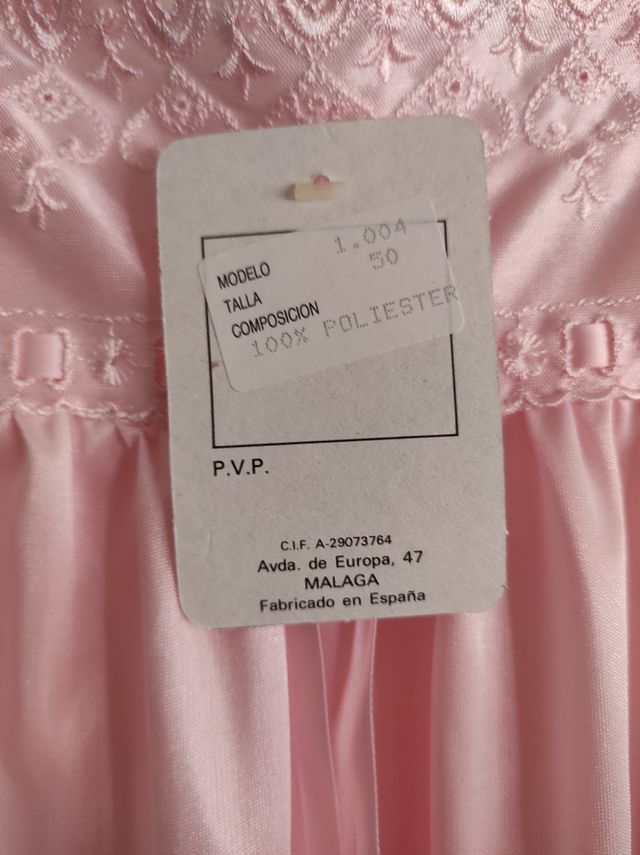 MODELO 1.004
TALLA 50
COMPOSICION
100% POLIESTER
P.V.P.
C.I.F. A-29073764
Avda. de Europa, 47
MALAGA
Fabricado en España